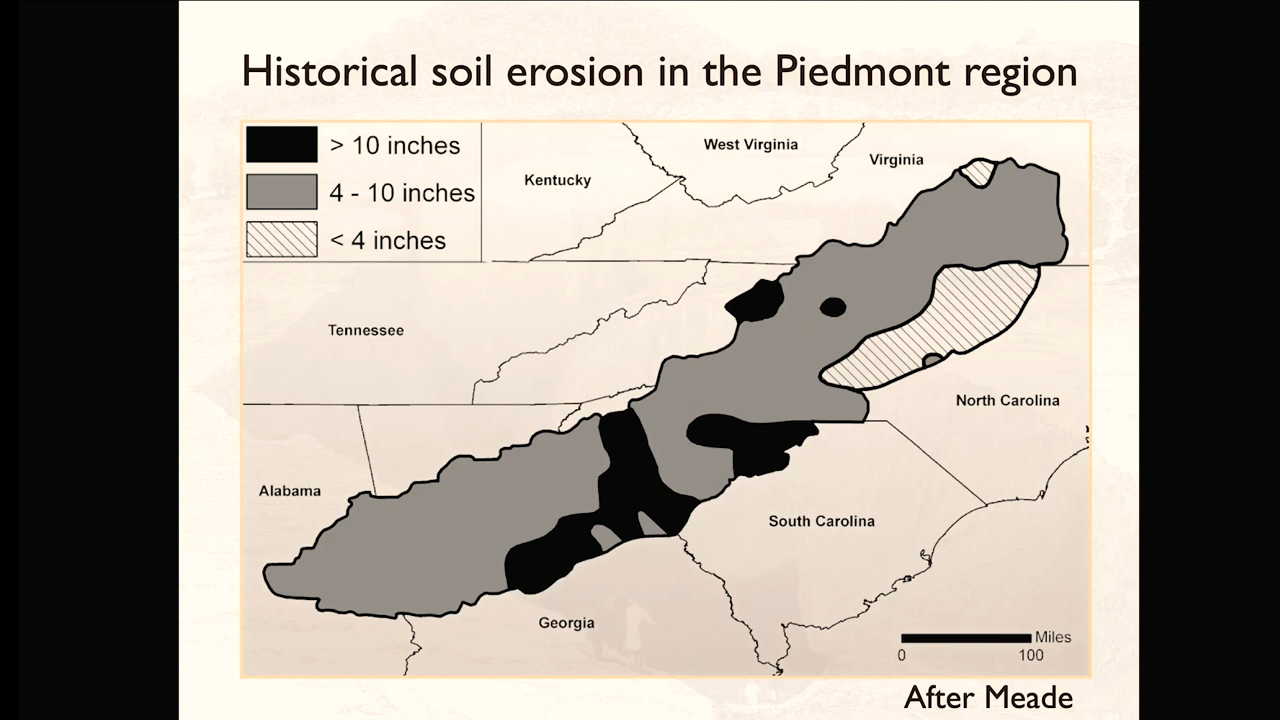 Historical soil erosion in the Piedmont region
> 10 inches
4 - 10 inches
< 4 inches
West Virginia
Virginia
Kentucky
Tennessee
North Carolina
Alabama
South Carolina
Georgia
Miles
0 100
After Meade